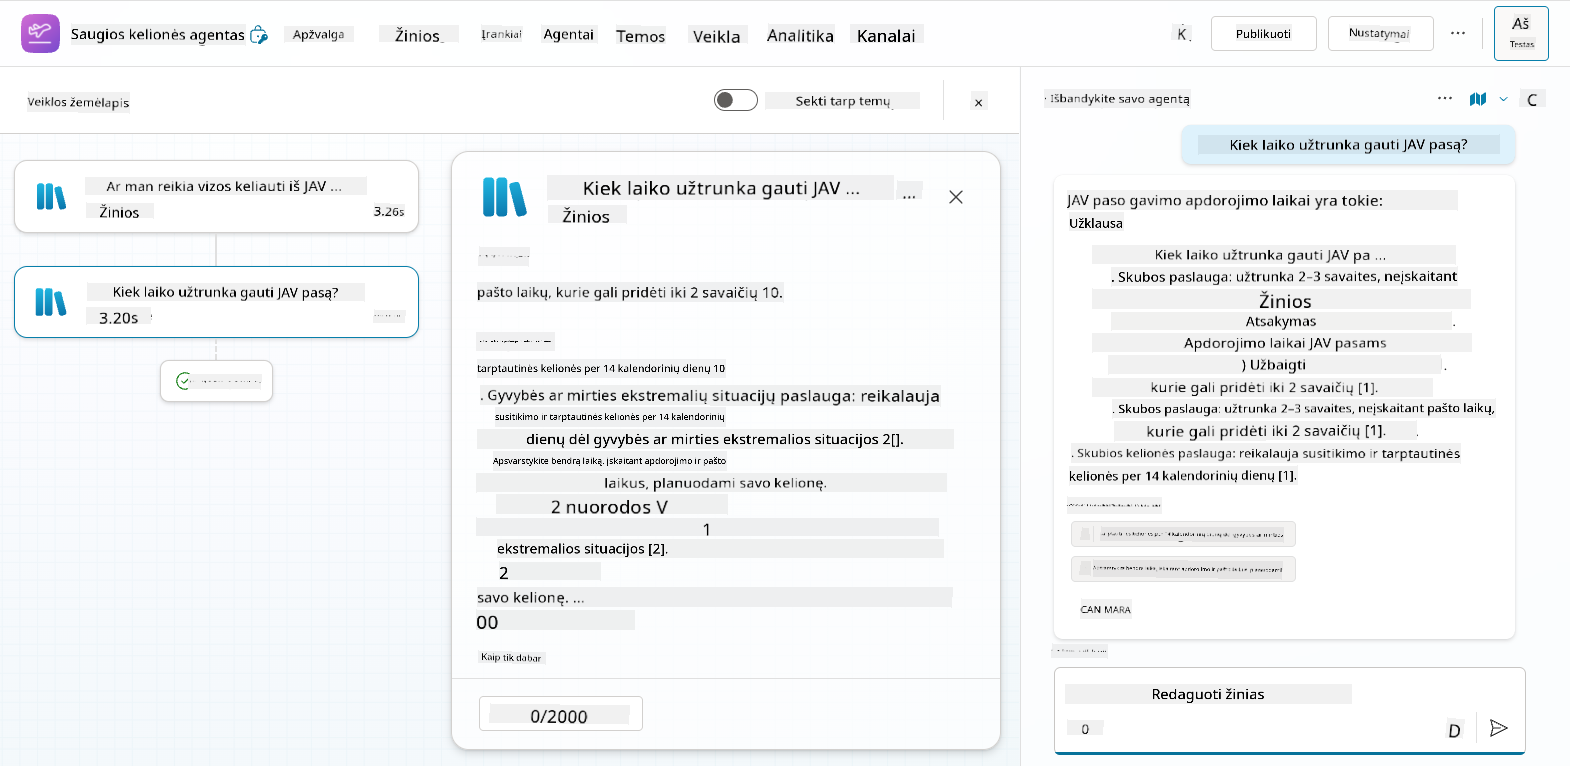 Saugios kelionės agentas
Apžvalga
Žinios
Įrankiai
Agentai
Temos
Veikla
Analitika
Kanalai
K
Publikuoti
Nustatymai
...
Aš
Testas
Veiklos žemėlapis
Sekti tarp temų
×
Išbandykite savo agentą
...
C
Ar man reikia vizos keliauti iš JAV ...
Žinios
3.26s
Kiek laiko užtrunka gauti JAV pasą?
3.20s
Kiek laiko užtrunka gauti JAV ...
...
Žinios
pašto laikų, kurie gali pridėti iki 2 savaičių 10.
tarptautinės kelionės per 14 kalendorinių dienų 10
. Gyvybės ar mirties ekstremalių situacijų paslauga: reikalauja
susitikimo ir tarptautinės kelionės per 14 kalendorinių
dienų dėl gyvybės ar mirties ekstremalios situacijos 2[].
Apsvarstykite bendrą laiką, įskaitant apdorojimo ir pašto
laikus, planuodami savo kelionę.
2 nuorodos V
1
ekstremalios situacijos [2].
2
savo kelionę. ...
00
Kaip tik dabar
0/2000
Kiek laiko užtrunka gauti JAV pasą?
JAV paso gavimo apdorojimo laikai yra tokie:
Užklausa
Kiek laiko užtrunka gauti JAV pa ...
. Skubos paslauga: užtrunka 2–3 savaites, neįskaitant
Žinios
Atsakymas .
Apdorojimo laikai JAV pasams
) Užbaigti .
kurie gali pridėti iki 2 savaičių [1].
. Skubos paslauga: užtrunka 2–3 savaites, neįskaitant pašto laikų,
kurie gali pridėti iki 2 savaičių [1]. .
. Skubios kelionės paslauga: reikalauja susitikimo ir tarptautinės
kelionės per 14 kalendorinių dienų [1].
CAN MARA
Redaguoti žinias
0
D